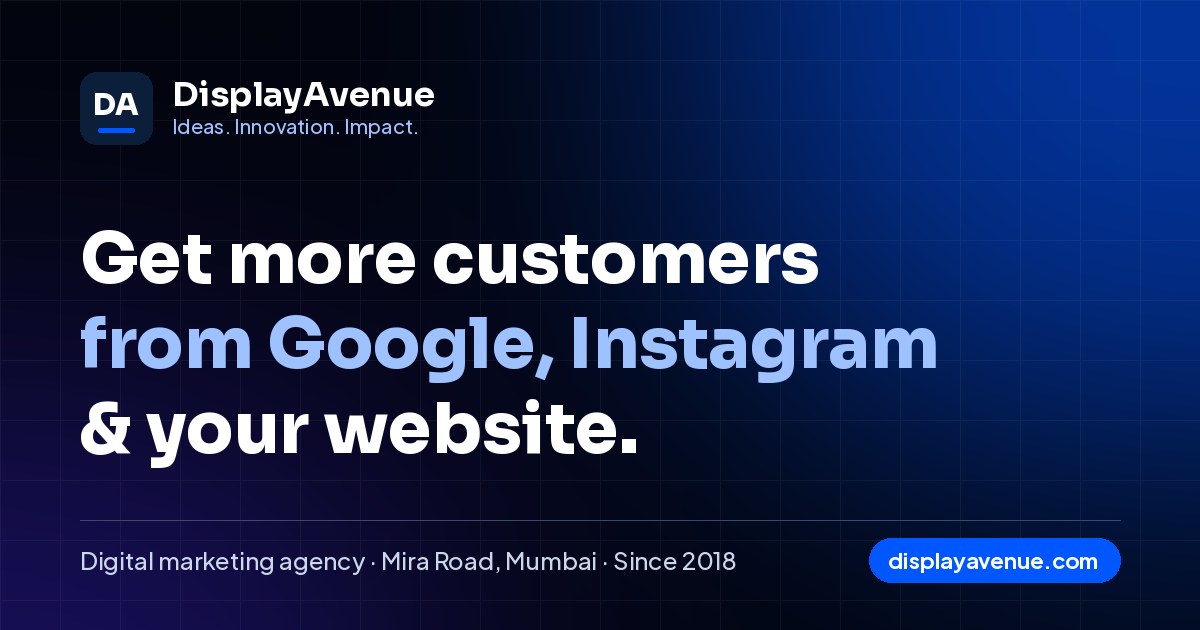 DA
DisplayAvenue
Ideas. Innovation. Impact.
Get more customers
from Google, Instagram
& your website.
Digital marketing agency · Mira Road, Mumbai · Since 2018
displayavenue.com